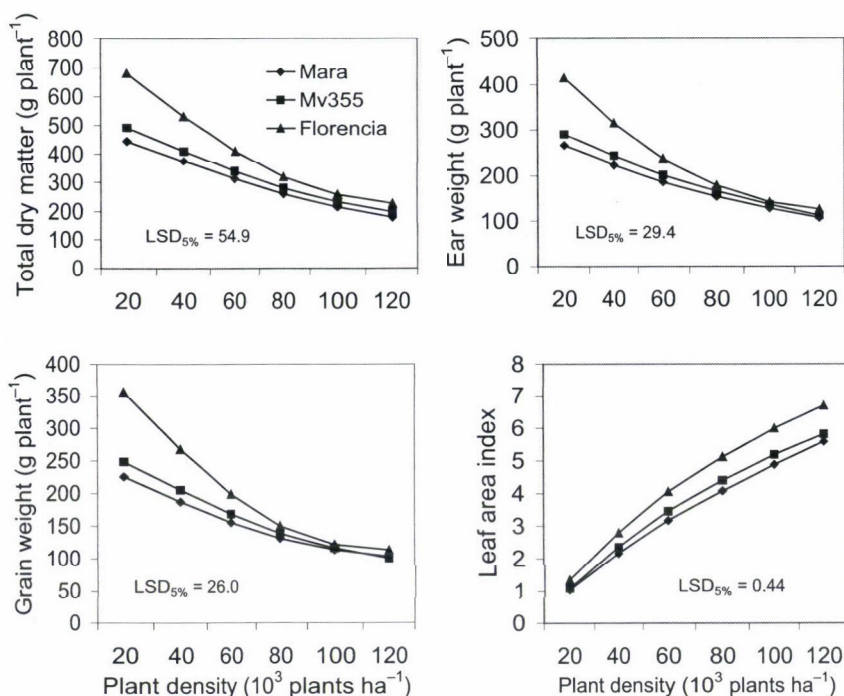 Total dry matter (g plant⁻¹)
800
700
600
500
400
300
200
100
0
Mara
Mv355
Florencia
LSD5% = 54.9
20 40 60 80 100 120
Ear weight (g plant⁻¹)
500
400
300
200
100
0
LSD5% = 29.4
20 40 60 80 100 120
Grain weight (g plant⁻¹)
400
350
300
250
200
150
100
50
0
LSD5% = 26.0
20 40 60 80 100 120
Plant density (10³ plants ha⁻¹)
Leaf area index
8
7
6
5
4
3
2
1
0
LSD5% = 0.44
20 40 60 80 100 120
Plant density (10³ plants ha⁻¹)